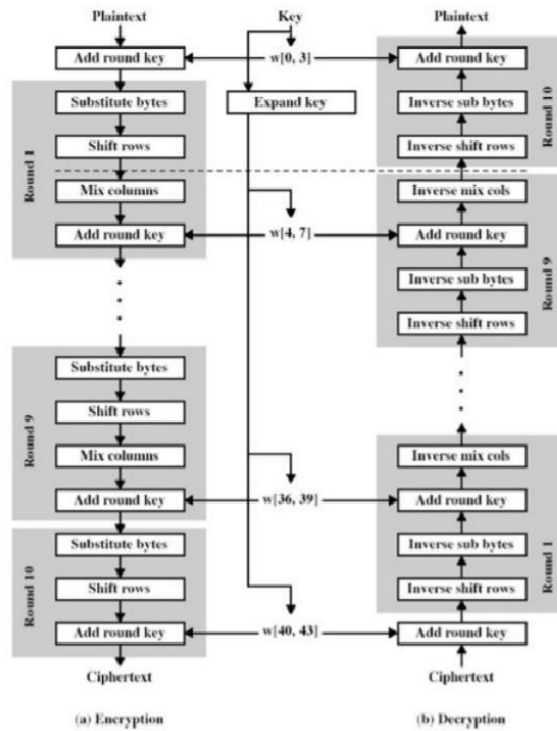 Plaintext
Key
Plaintext
Add round key
w[0, 3]
Add round key
Substitute bytes
Expand key
Inverse sub bytes
Round 10
Shift rows
Inverse shift rows
Round 1
Mix columns
Inverse mix cols
Add round key
w[4, 7]
Add round key
Inverse sub bytes
Round 9
Inverse shift rows
Substitute bytes
Shift rows
Round 9
Mix columns
Inverse mix cols
Add round key
w[36, 39]
Add round key
Substitute bytes
Inverse sub bytes
Round 1
Shift rows
Inverse shift rows
Round 10
Add round key
w[40, 43]
Add round key
Ciphertext
Ciphertext
(a) Encryption
(b) Decryption